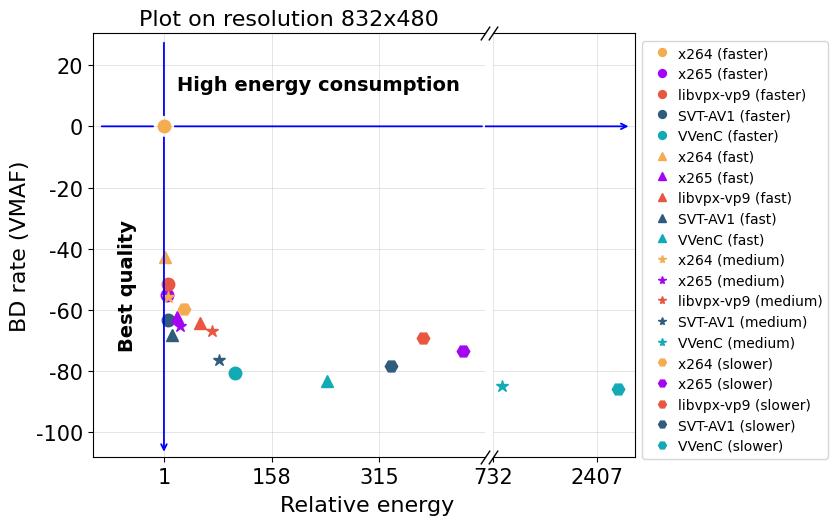 Plot on resolution 832x480
20
0
-20
-40
-60
-80
-100
BD rate (VMAF)
High energy consumption
Best quality
1
158
315
732
2407
Relative energy
x264 (faster)
x265 (faster)
libvpx-vp9 (faster)
SVT-AV1 (faster)
VVenC (faster)
x264 (fast)
x265 (fast)
libvpx-vp9 (fast)
SVT-AV1 (fast)
VVenC (fast)
x264 (medium)
x265 (medium)
libvpx-vp9 (medium)
SVT-AV1 (medium)
VVenC (medium)
x264 (slower)
x265 (slower)
libvpx-vp9 (slower)
SVT-AV1 (slower)
VVenC (slower)